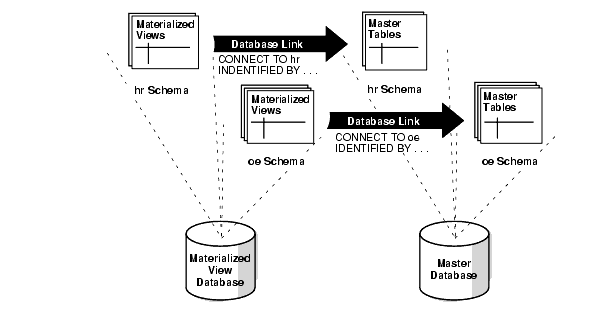 Materialized
Views
Database Link
CONNECT TO hr
INDENTIFIED BY . . .
hr Schema
Master
Tables
hr Schema
Materialized
Views
Database Link
CONNECT TO oe
IDENTIFIED BY . . .
oe Schema
Master
Tables
oe Schema
Materialized
View
Database
Master
Database